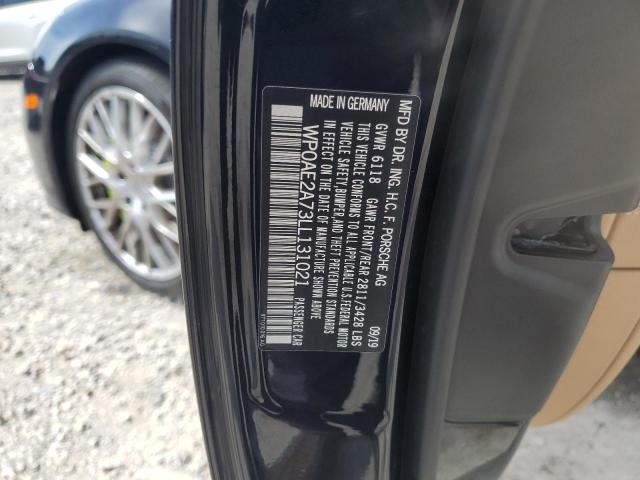 MFD BY DR. ING. H.C. F. PORSCHE AG
GVWR 6118 GAWR FRONT/REAR 2811/3428 LBS
THIS VEHICLE CONFORMS TO ALL APPLICABLE U.S. FEDERAL MOTOR
VEHICLE SAFETY, BUMPER, AND THEFT PREVENTION STANDARDS
IN EFFECT ON THE DATE OF MANUFACTURE SHOWN ABOVE
09/19
MADE IN GERMANY
WP0AE2A73LL131021
PASSENGER CAR